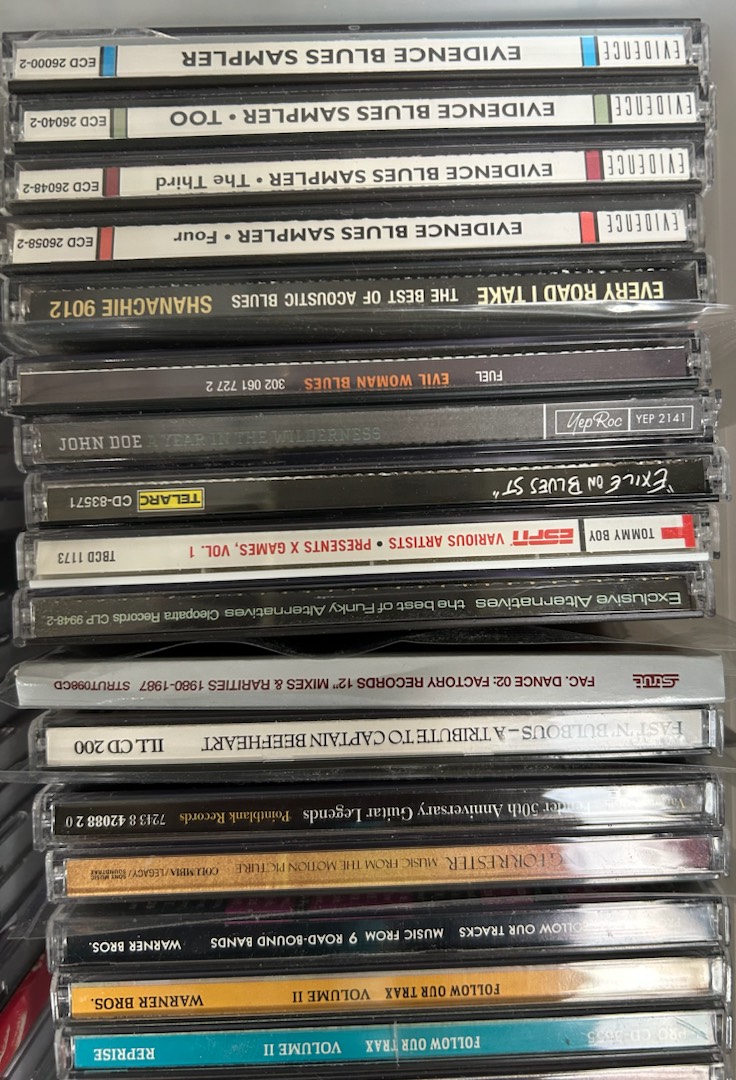 EVIDENCE EVIDENCE BLUES SAMPLER ECD 26000-2
EVIDENCE EVIDENCE BLUES SAMPLER • TOO ECD 26040-2
EVIDENCE EVIDENCE BLUES SAMPLER • The Third ECD 26048-2
EVIDENCE EVIDENCE BLUES SAMPLER • Four ECD 26058-2
EVERY ROAD I TAKE THE BEST OF ACOUSTIC BLUES SHANACHIE 9012
FUEL EVIL WOMAN BLUES 302 061 727 2
JOHN DOE A YEAR IN THE WILDERNESS YepRoc YEP 2141
"EXILE ON BLUES ST" TELARC CD-83571
TOMMY BOY ESPN VARIOUS ARTISTS • PRESENTS X GAMES, VOL. 1 TBCD 1173
Exclusive Alternatives the best of Funky Alternatives Cleopatra Records CLP 9948-2
Strut FAC. DANCE 02: FACTORY RECORDS 12" MIXES & RARITIES 1980-1987 STRUT098CD
FAST 'N' BULBOUS – A TRIBUTE TO CAPTAIN BEEFHEART ILL CD 200
50th Anniversary Guitar Legends Pointblank Records 7243 8 42088 2 0
FORRESTER MUSIC FROM THE MOTION PICTURE COLUMBIA/LEGACY/SONY MUSIC SOUNDTRAX
FOLLOW OUR TRACKS MUSIC FROM 9 ROAD-BOUND BANDS WARNER BROS.
FOLLOW OUR TRAX VOLUME II WARNER BROS.
FOLLOW OUR TRAX VOLUME II REPRISE